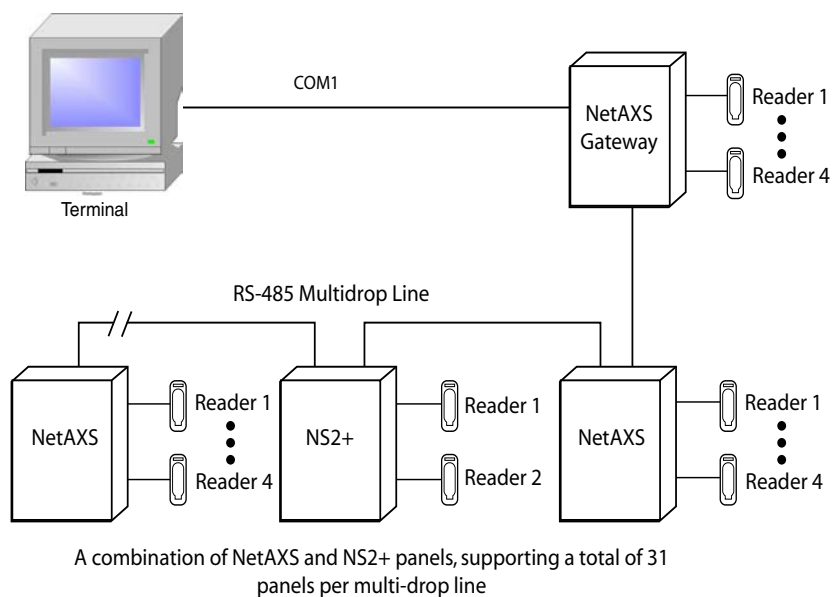 COM1
NetAXS
Gateway
Reader 1
Reader 4
Terminal
RS-485 Multidrop Line
NetAXS
Reader 1
Reader 4
NS2+
Reader 1
Reader 2
NetAXS
Reader 1
Reader 4
A combination of NetAXS and NS2+ panels, supporting a total of 31
panels per multi-drop line